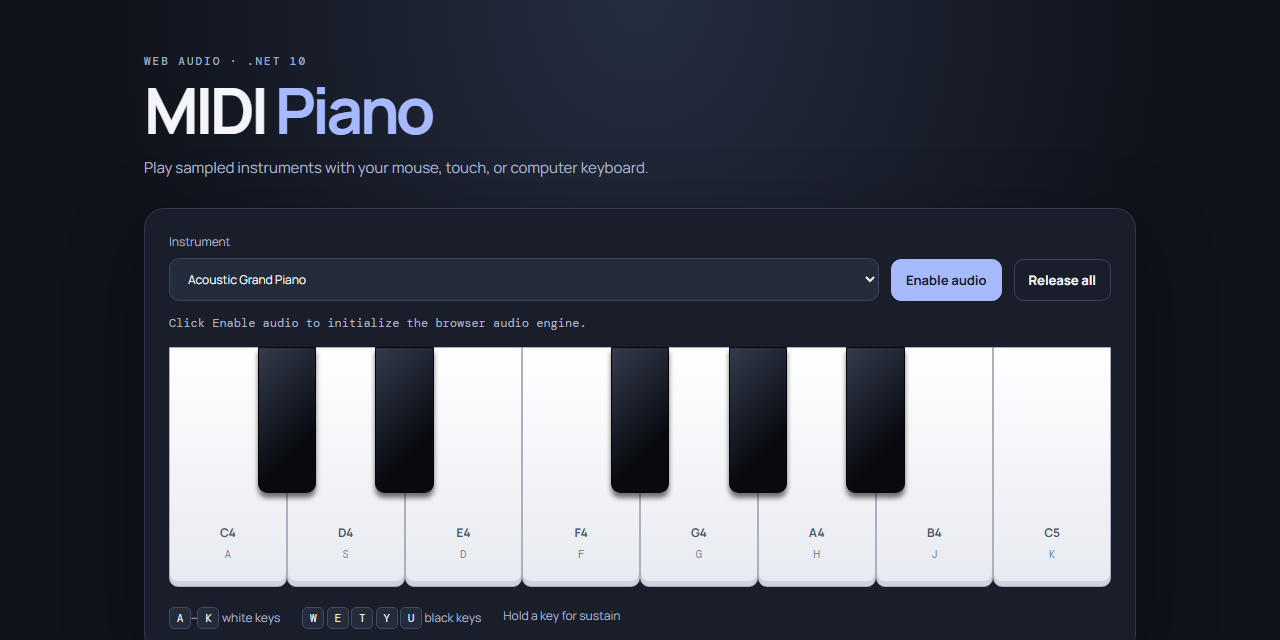 WEB AUDIO · .NET 10
MIDI Piano
Play sampled instruments with your mouse, touch, or computer keyboard.
Instrument
Acoustic Grand Piano
Enable audio
Release all
Click Enable audio to initialize the browser audio engine.
C4 D4 E4 F4 G4 A4 B4 C5
A S D F G H J K
A–K white keys W E T Y U black keys Hold a key for sustain